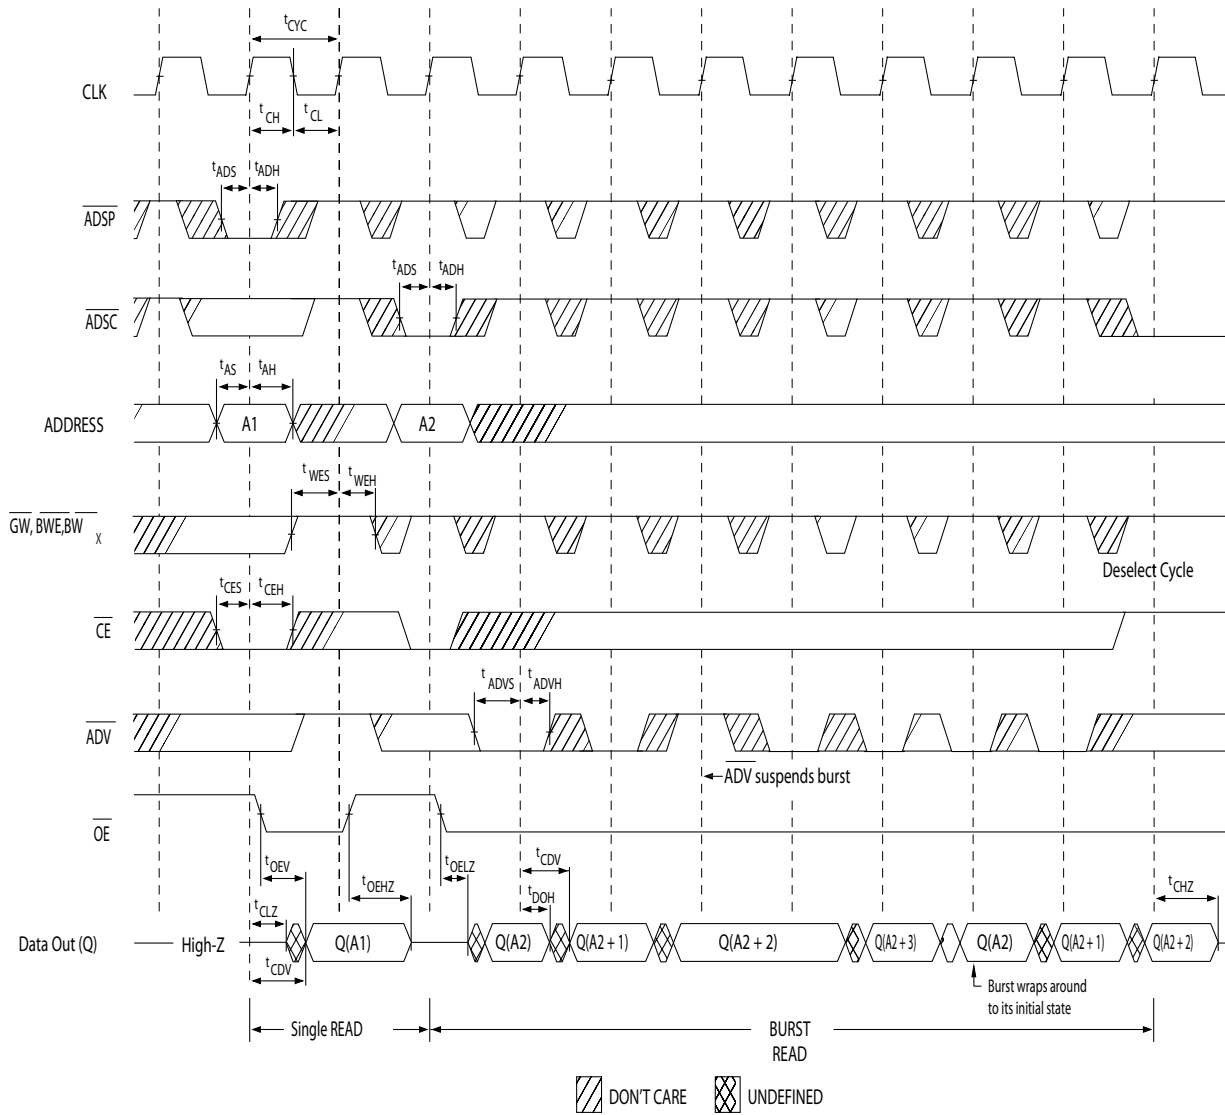 tCYC
CLK
tCH tCL
tADS tADH
ADSP
tADS tADH
ADSC
tAS tAH
ADDRESS A1 A2
tWES tWEH
GW, BWE,BW X
Deselect Cycle
tCES tCEH
CE
tADVS tADVH
ADV
ADV suspends burst
OE
tOEV tOEHZ tOELZ tCDV
tCLZ tDOH tCHZ
Data Out (Q) High-Z Q(A1) Q(A2) Q(A2 + 1) Q(A2 + 2) Q(A2 + 3) Q(A2) Q(A2 + 1) Q(A2 + 2)
tCDV
Burst wraps around
to its initial state
Single READ BURST
READ
DON'T CARE UNDEFINED